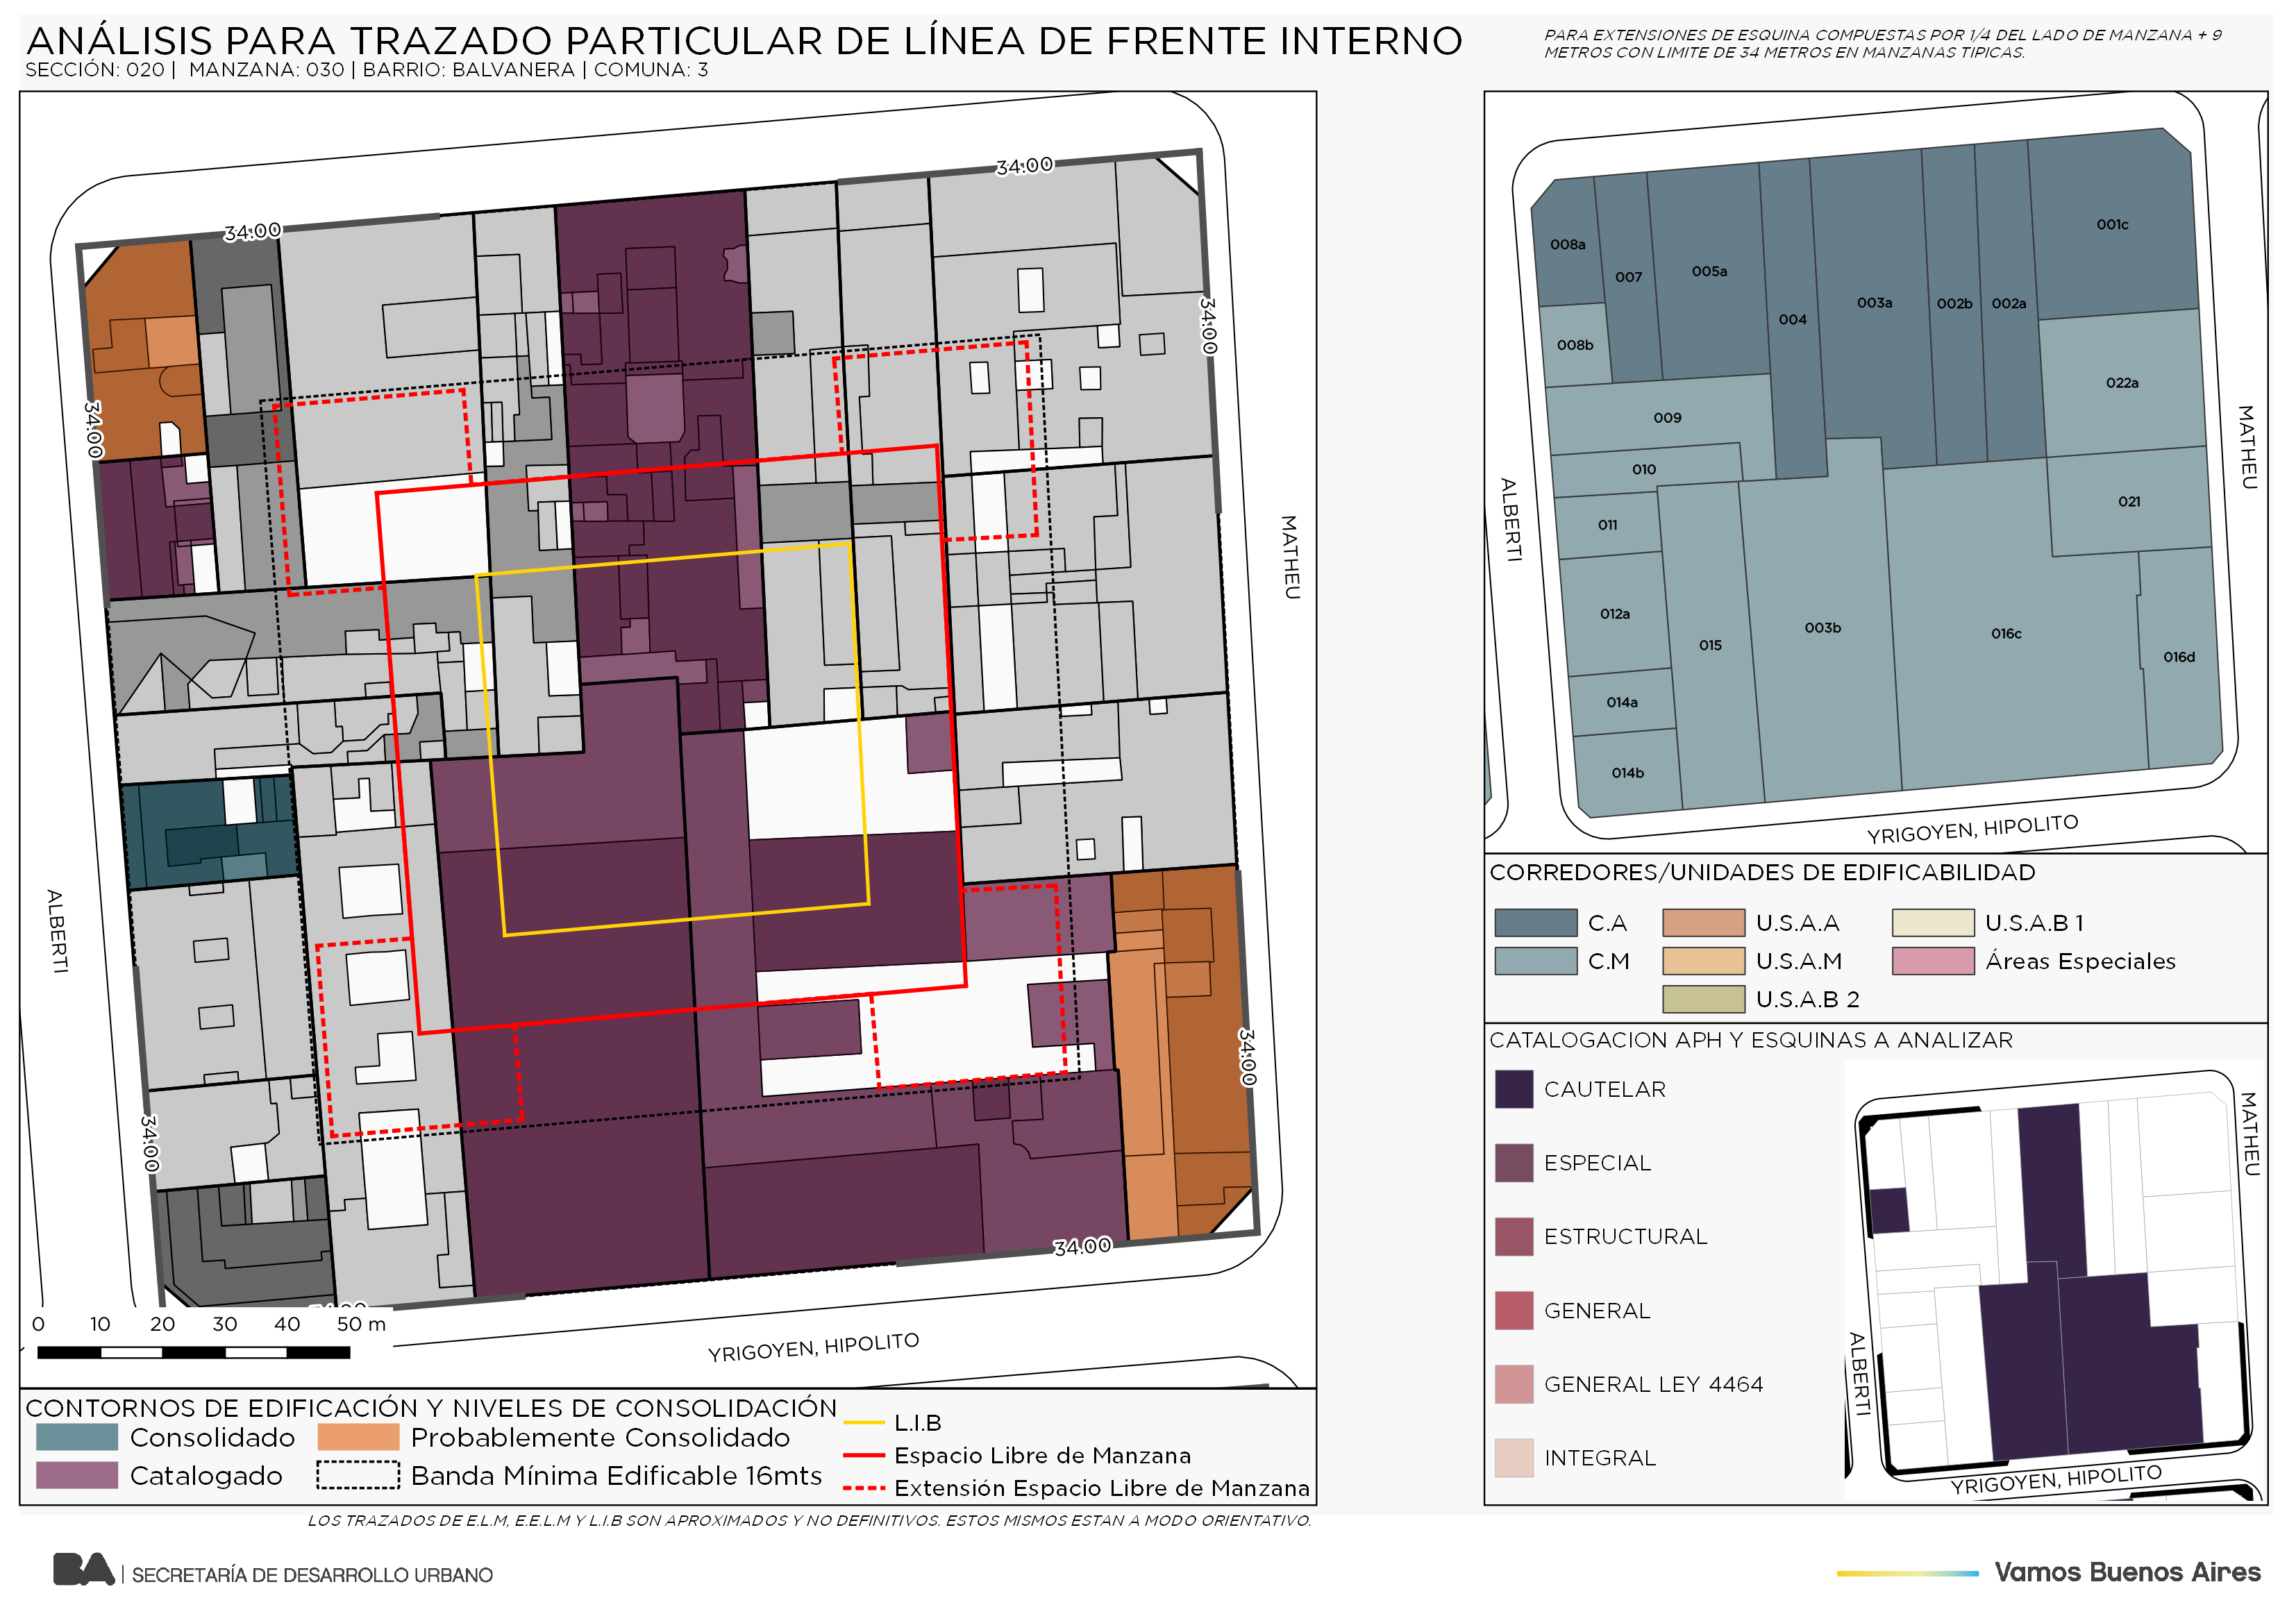 ANÁLISIS PARA TRAZADO PARTICULAR DE LÍNEA DE FRENTE INTERNO
SECCIÓN: 020 | MANZANA: 030 | BARRIO: BALVANERA | COMUNA: 3
PARA EXTENSIONES DE ESQUINA COMPUESTAS POR 1/4 DEL LADO DE MANZANA + 9
METROS CON LIMITE DE 34 METROS EN MANZANAS TIPICAS.
34.00
34.00
34.00
34.00
34.00
34.00
34.00
MATHEU
ALBERTI
YRIGOYEN, HIPOLITO
0 10 20 30 40 50 m
CONTORNOS DE EDIFICACIÓN Y NIVELES DE CONSOLIDACIÓN
Consolidado
Probablemente Consolidado
Catalogado
Banda Mínima Edificable 16mts
L.I.B
Espacio Libre de Manzana
Extensión Espacio Libre de Manzana
LOS TRAZADOS DE E.L.M, E.E.L.M Y L.I.B SON APROXIMADOS Y NO DEFINITIVOS. ESTOS MISMOS ESTAN A MODO ORIENTATIVO.
008a
007
005a
004
003a
002b
002a
001c
008b
022a
009
010
011
021
012a
015
003b
016c
016d
014a
014b
ALBERTI
MATHEU
YRIGOYEN, HIPOLITO
CORREDORES/UNIDADES DE EDIFICABILIDAD
C.A
U.S.A.A
U.S.A.B 1
C.M
U.S.A.M
Áreas Especiales
U.S.A.B 2
CATALOGACION APH Y ESQUINAS A ANALIZAR
CAUTELAR
ESPECIAL
ESTRUCTURAL
GENERAL
GENERAL LEY 4464
INTEGRAL
MATHEU
ALBERTI
YRIGOYEN, HIPOLITO
BA | SECRETARÍA DE DESARROLLO URBANO
Vamos Buenos Aires